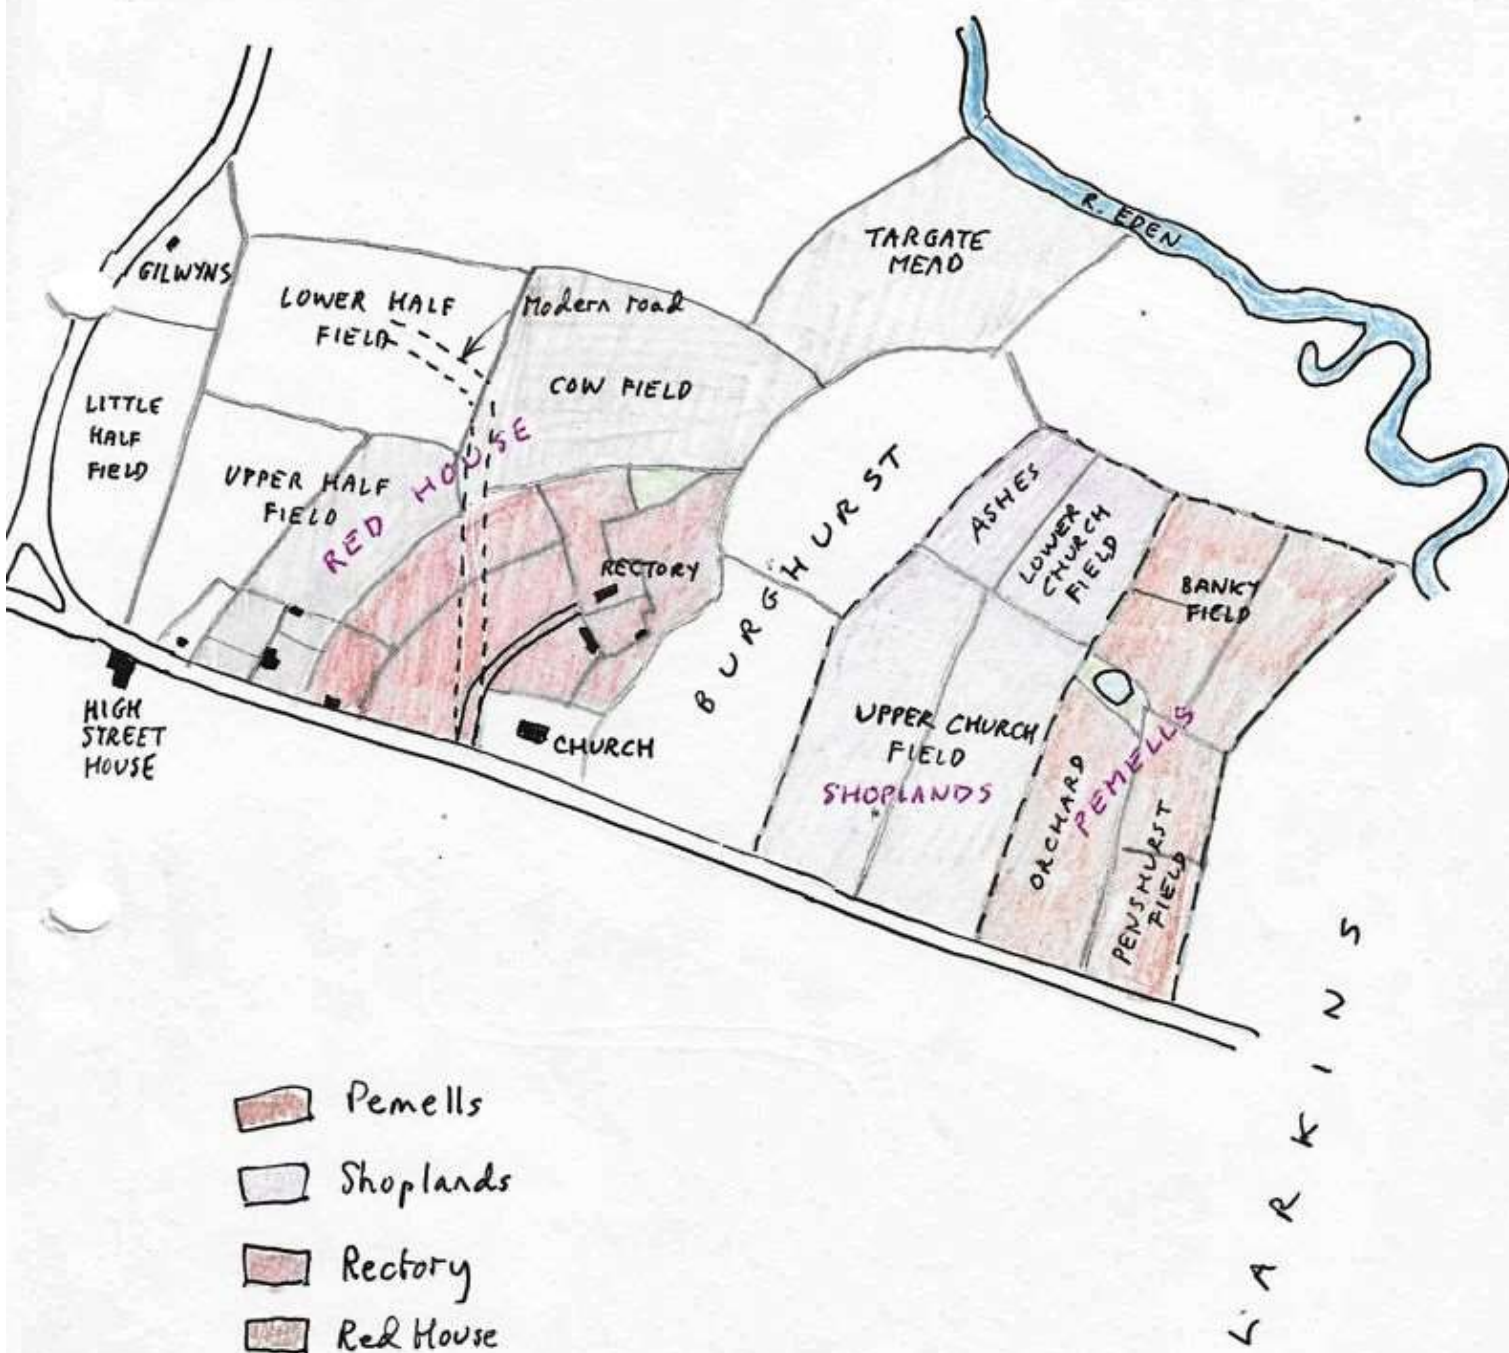 R. EDEN
TARGATE
MEAD
GILWYNS
LOWER HALF
FIELD
Modern road
COW FIELD
LITTLE
HALF
FIELD
UPPER HALF
FIELD
RED HOUSE
RECTORY
BURGHURST
ASHES
LOWER
CHURCH
FIELD
BANKY
FIELD
HIGH
STREET
HOUSE
CHURCH
UPPER CHURCH
FIELD
SHOPLANDS
ORCHARD
PEMELLS
PENSHURST
FIELD
LARKINS
Pemells
Shoplands
Rectory
Red House